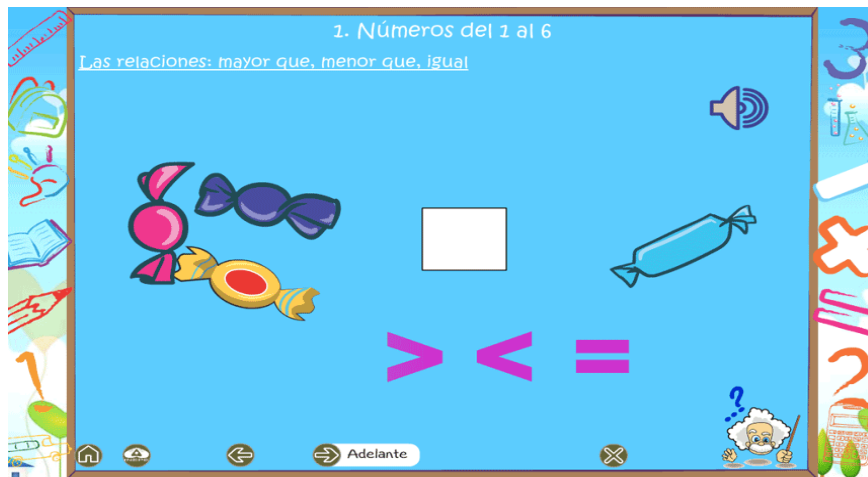 1. Números del 1 al 6
Las relaciones: mayor que, menor que, igual
> < =
Adelante